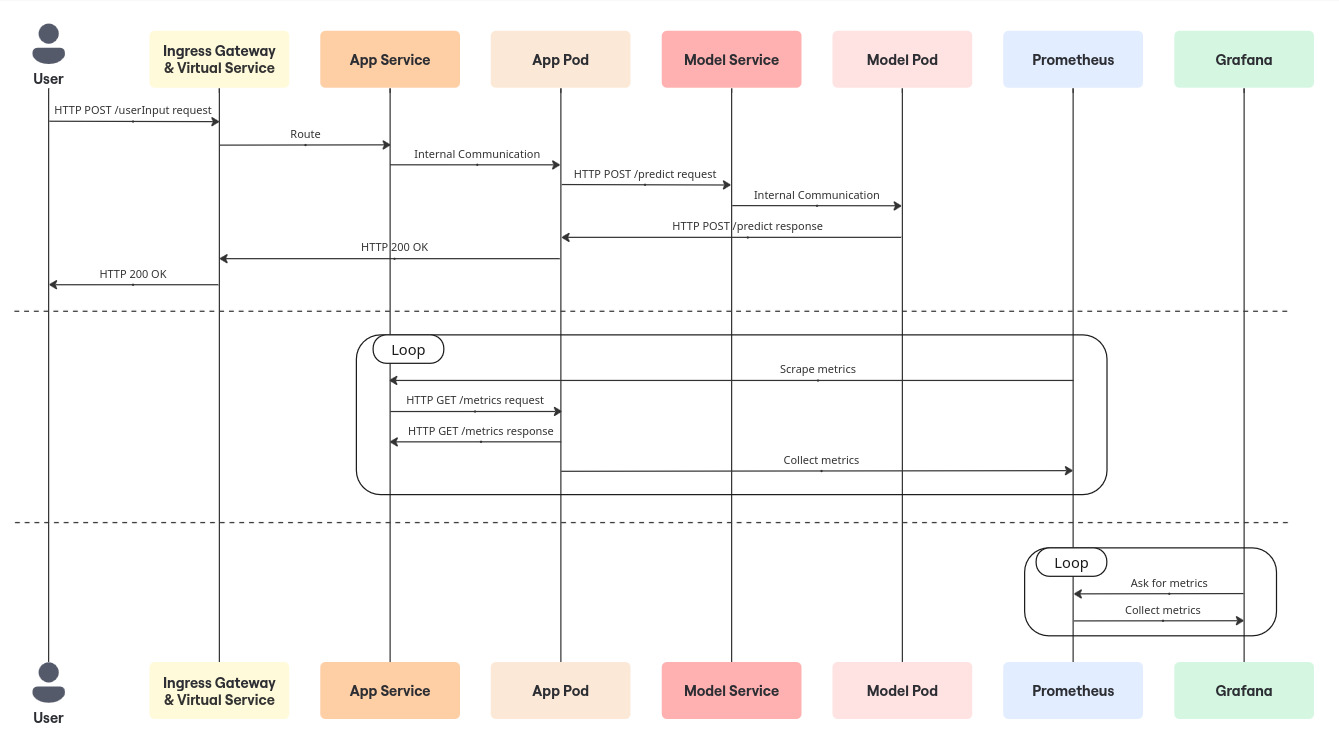 User
Ingress Gateway
& Virtual Service
App Service
App Pod
Model Service
Model Pod
Prometheus
Grafana
HTTP POST /userInput request
Route
Internal Communication
HTTP POST /predict request
Internal Communication
HTTP POST /predict response
HTTP 200 OK
HTTP 200 OK
Loop
Scrape metrics
HTTP GET /metrics request
HTTP GET /metrics response
Collect metrics
Loop
Ask for metrics
Collect metrics
User
Ingress Gateway
& Virtual Service
App Service
App Pod
Model Service
Model Pod
Prometheus
Grafana